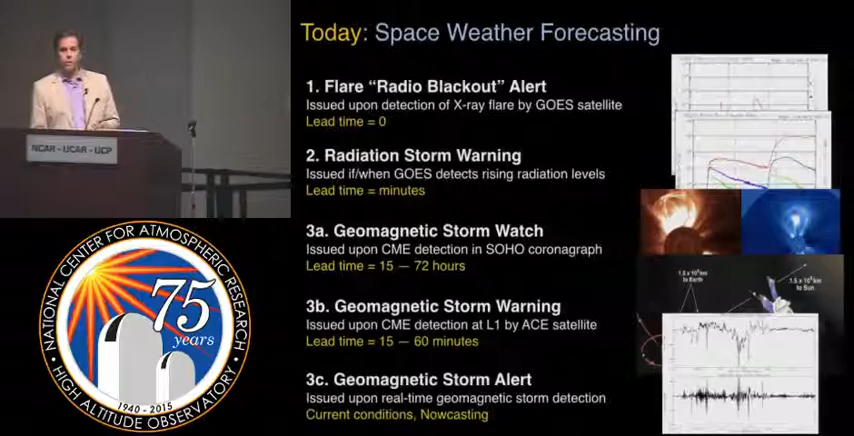 Today: Space Weather Forecasting
1. Flare “Radio Blackout” Alert
Issued upon detection of X-ray flare by GOES satellite
Lead time = 0
2. Radiation Storm Warning
Issued if/when GOES detects rising radiation levels
Lead time = minutes
3a. Geomagnetic Storm Watch
Issued upon CME detection in SOHO coronagraph
Lead time = 15 — 72 hours
3b. Geomagnetic Storm Warning
Issued upon CME detection at L1 by ACE satellite
Lead time = 15 — 60 minutes
3c. Geomagnetic Storm Alert
Issued upon real-time geomagnetic storm detection
Current conditions, Nowcasting
NCAR - UCAR - UCP
NATIONAL CENTER FOR ATMOSPHERIC RESEARCH
75
years
1940 - 2015
HIGH ALTITUDE OBSERVATORY
to Earth
to Sun